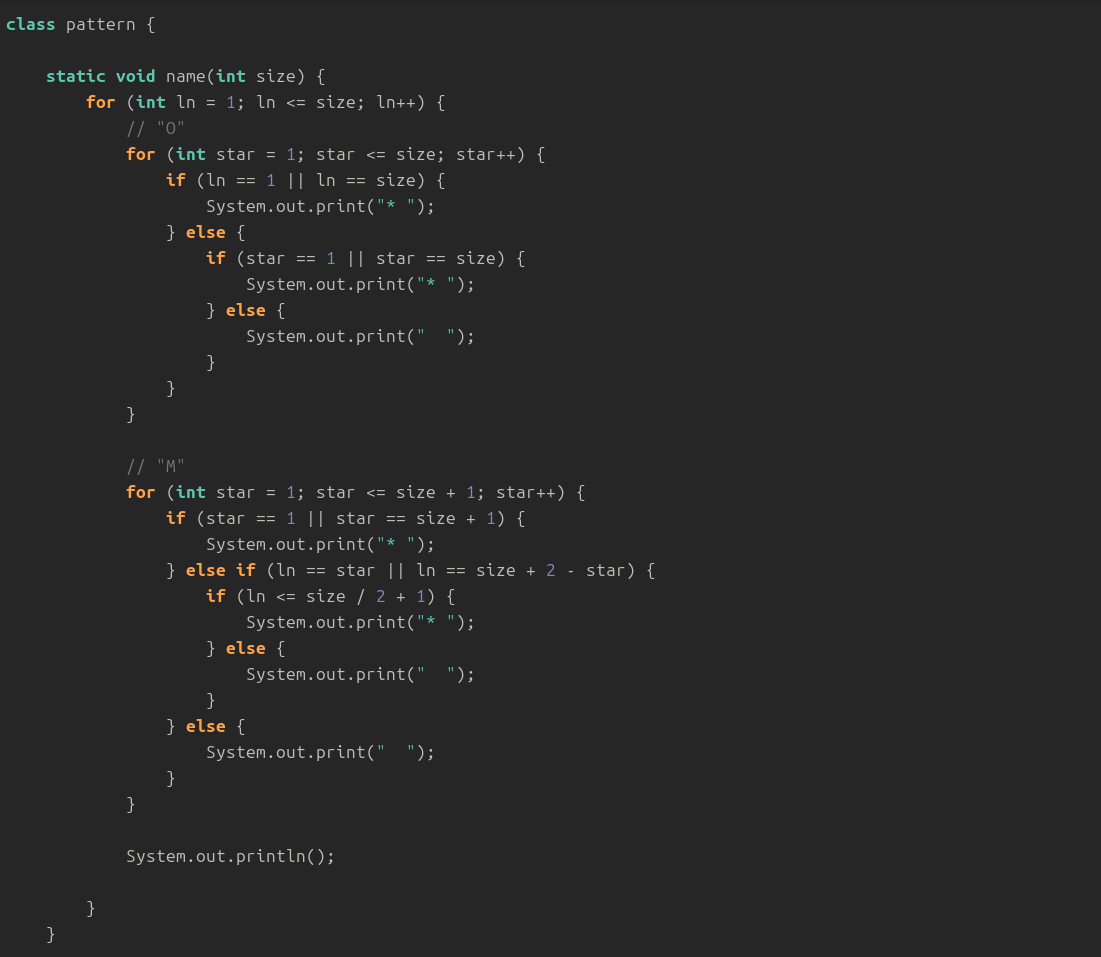 class pattern {
    static void name(int size) {
        for (int ln = 1; ln <= size; ln++) {
            // "O"
            for (int star = 1; star <= size; star++) {
                if (ln == 1 || ln == size) {
                    System.out.print("* ");
                } else {
                    if (star == 1 || star == size) {
                        System.out.print("* ");
                    } else {
                        System.out.print("  ");
                    }
                }
            }
            // "M"
            for (int star = 1; star <= size + 1; star++) {
                if (star == 1 || star == size + 1) {
                    System.out.print("* ");
                } else if (ln == star || ln == size + 2 - star) {
                    if (ln <= size / 2 + 1) {
                        System.out.print("* ");
                    } else {
                        System.out.print("  ");
                    }
                } else {
                    System.out.print("  ");
                }
            }
            System.out.println();
        }
    }